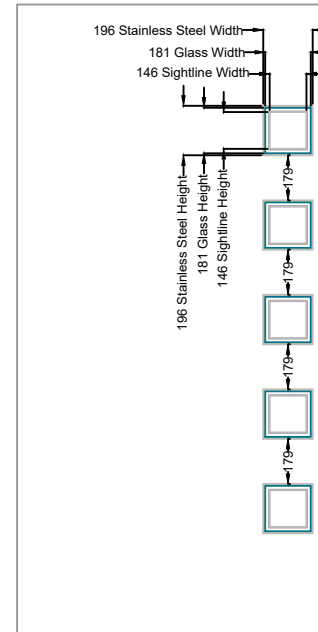 196 Stainless Steel Width
181 Glass Width
146 Sightline Width
196 Stainless Steel Height
181 Glass Height
146 Sightline Height
179
179
179
179